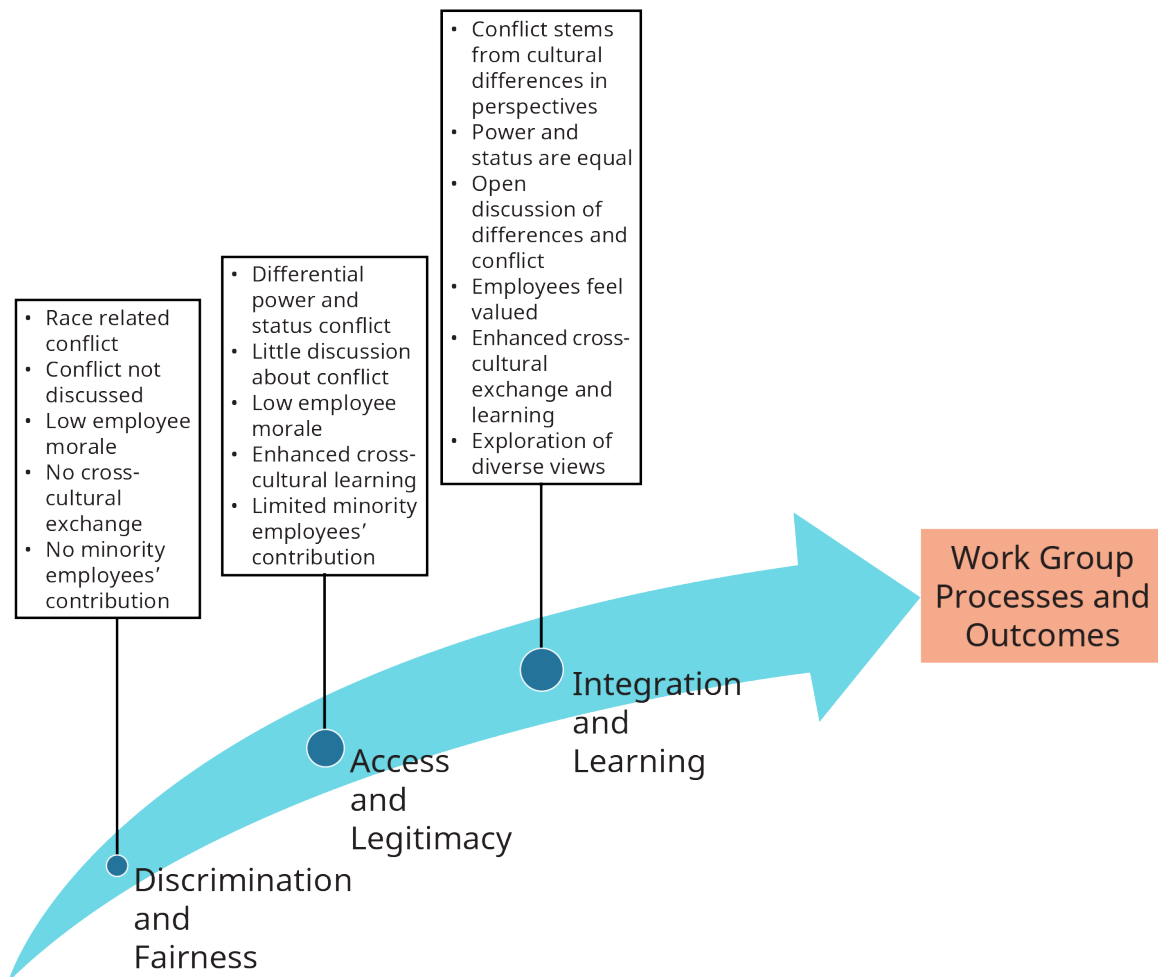 • Race related
conflict
• Conflict not
discussed
• Low employee
morale
• No cross-
cultural
exchange
• No minority
employees’
contribution
• Differential
power and
status conflict
• Little discussion
about conflict
• Low employee
morale
• Enhanced cross-
cultural learning
• Limited minority
employees’
contribution
• Conflict stems
from cultural
differences in
perspectives
• Power and
status are equal
• Open
discussion of
differences and
conflict
• Employees feel
valued
• Enhanced cross-
cultural
exchange and
learning
• Exploration of
diverse views
Discrimination
and
Fairness
Access
and
Legitimacy
Integration
and
Learning
Work Group
Processes and
Outcomes